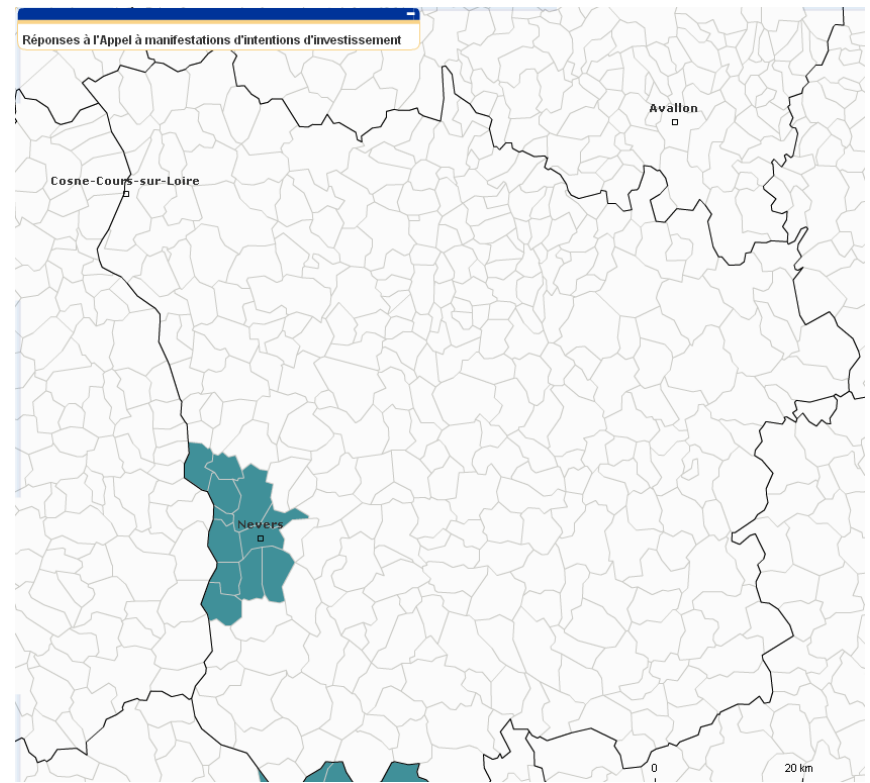 Réponses à l'Appel à manifestations d'intentions d'investissement
Avallon
Cosne-Cours-sur-Loire
Nevers
0 20 km